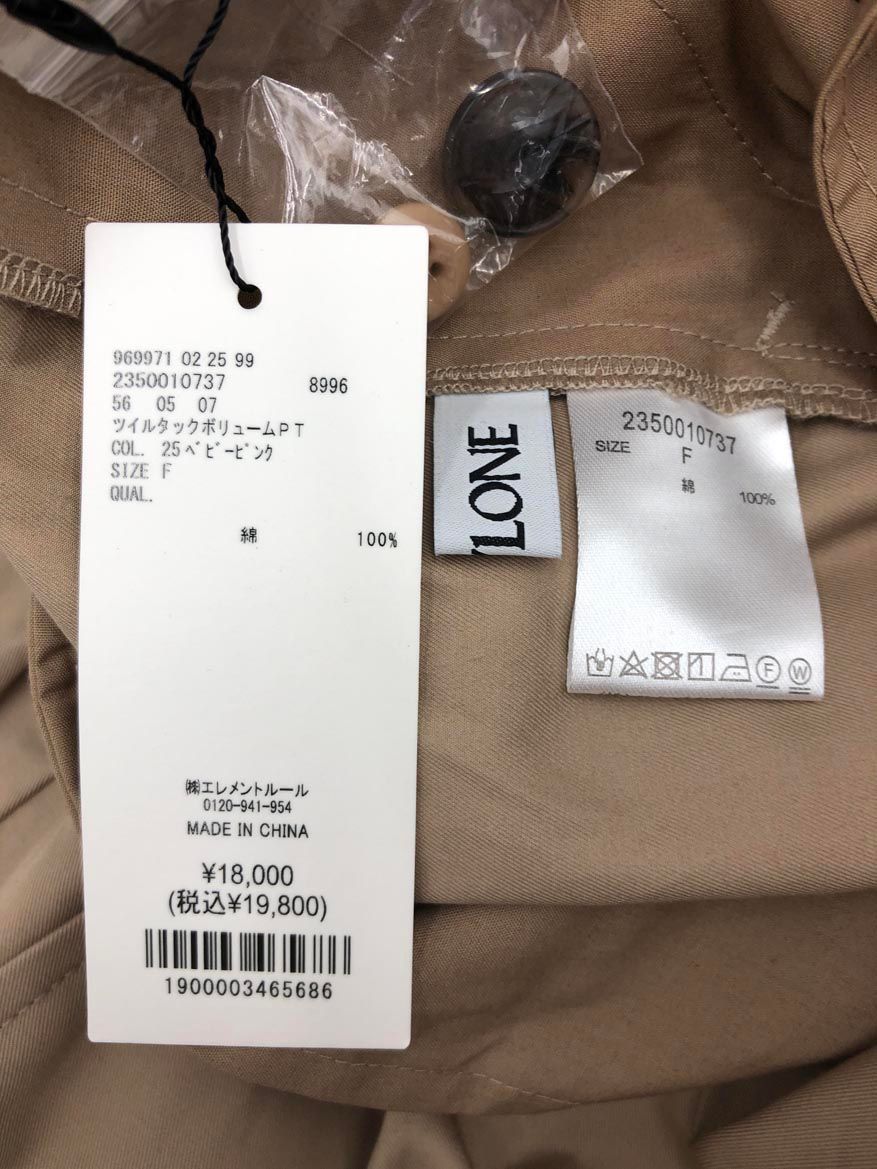 969971 02 25 99
2350010737 8996
56 05 07
ツイルタックボリュームPT
COL. 25ﾍﾞﾋﾞｰﾋﾟﾝｸ
SIZE F
QUAL.
綿 100%
㈱エレメントルール
0120-941-954
MADE IN CHINA
¥18,000
(税込¥19,800)
1900003465686
YLONE
2350010737
SIZE F
綿 100%
F W